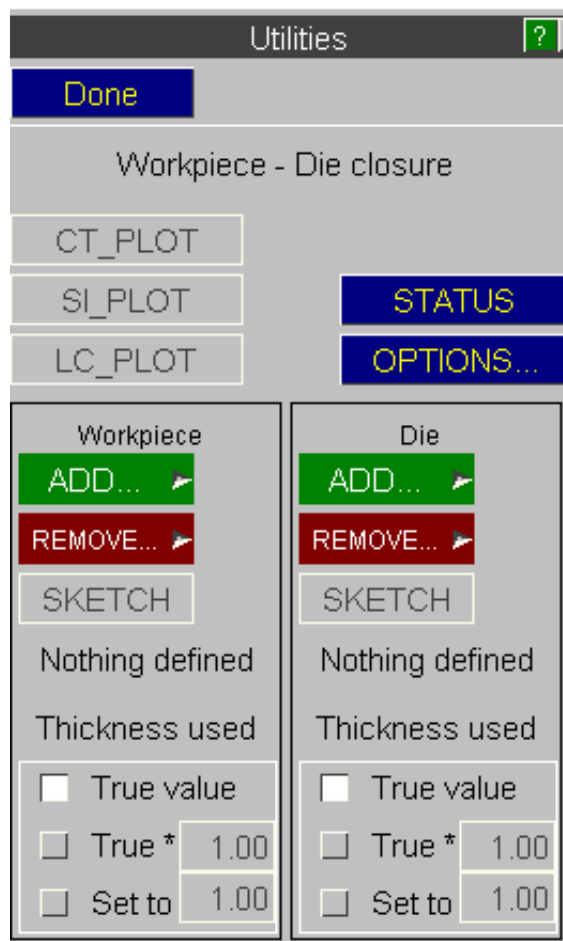 Utilities ?
Done
Workpiece - Die closure
CT_PLOT
SI_PLOT STATUS
LC_PLOT OPTIONS...
Workpiece Die
ADD... ADD...
REMOVE... REMOVE...
SKETCH SKETCH
Nothing defined Nothing defined
Thickness used Thickness used
True value True value
True * 1.00 True * 1.00
Set to 1.00 Set to 1.00